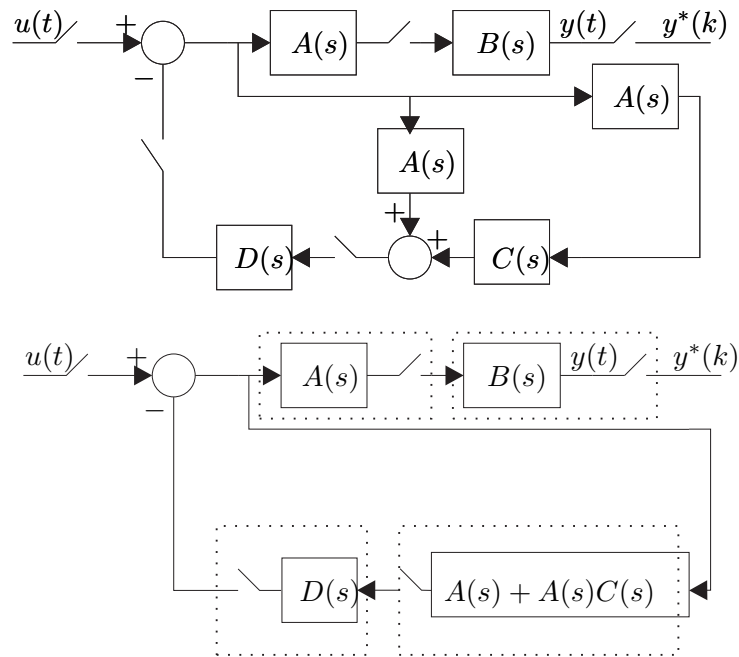 u(t) + A(s) B(s) y(t) y*(k)
−
A(s)
A(s)
+ +
D(s) C(s)
u(t) + A(s) B(s) y(t) y*(k)
−
D(s) A(s) + A(s)C(s)